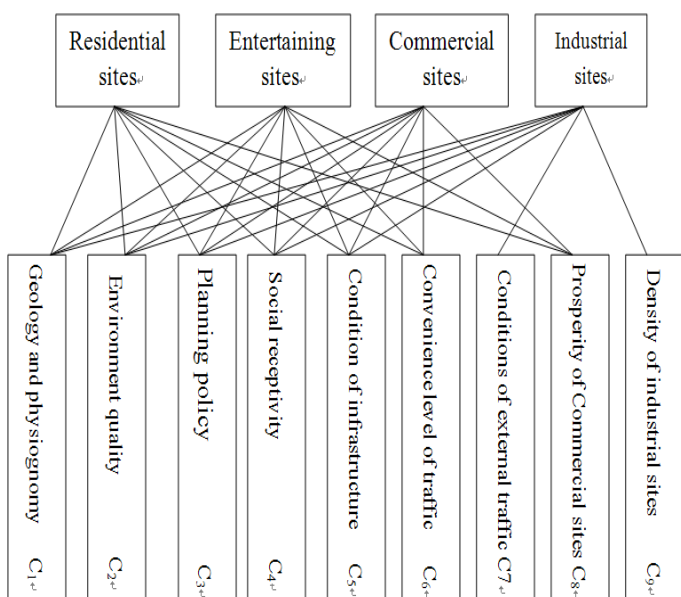 Residential
sites
Entertaining
sites
Commercial
sites
Industrial
sites
Geology and physiognomy C₁
Environment quality C₂
Planning policy C₃
Social receptivity C₄
Condition of infrastructure C₅
Convenience level of traffic C₆
Conditions of external traffic C7
Prosperity of Commercial sites C₈
Density of industrial sites C₉